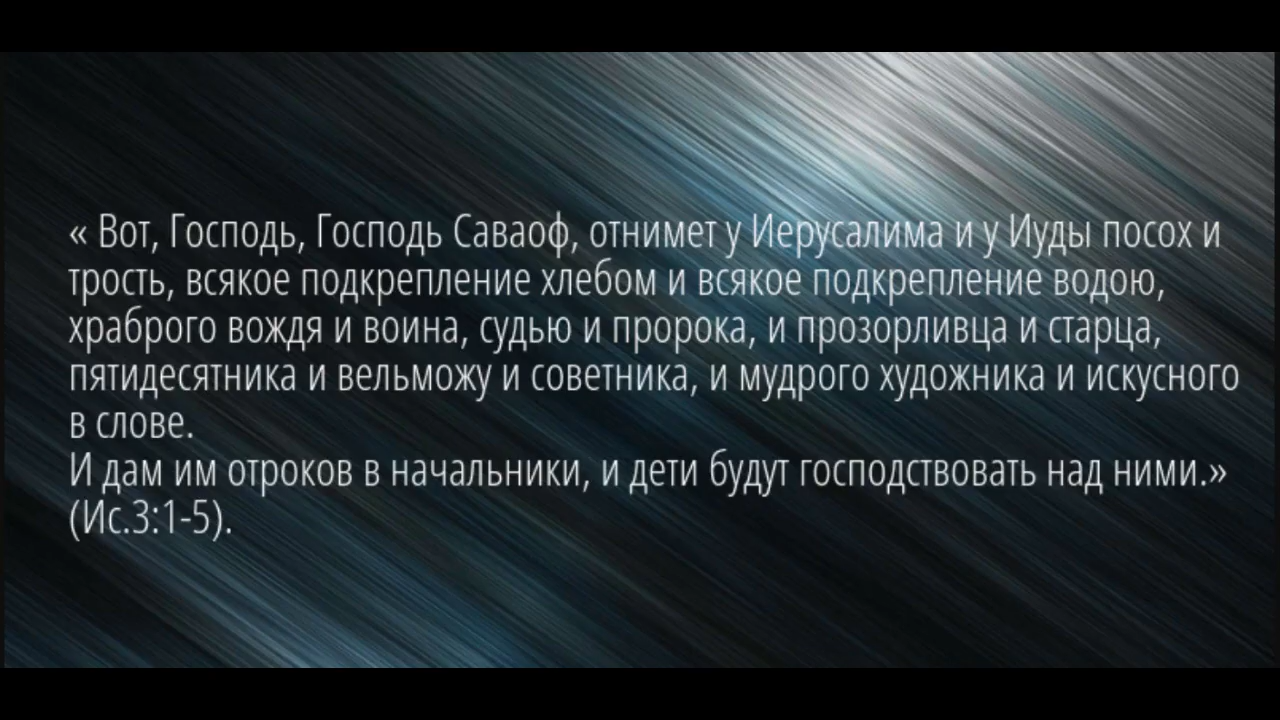 « Вот, Господь, Господь Саваоф, отнимет у Иерусалима и у Иуды посох и
трость, всякое подкрепление хлебом и всякое подкрепление водою,
храброго вождя и воина, судью и пророка, и прозорливца и старца,
пятидесятника и вельможу и советника, и мудрого художника и искусного
в слове.
И дам им отроков в начальники, и дети будут господствовать над ними.»
(Ис.3:1-5).